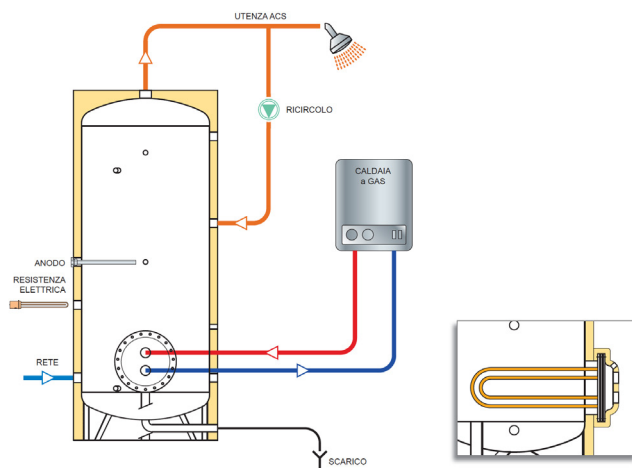 UTENZA ACS
RICIRCOLO
CALDAIA
a GAS
ANODO
RESISTENZA
ELETTRICA
RETE
SCARICO